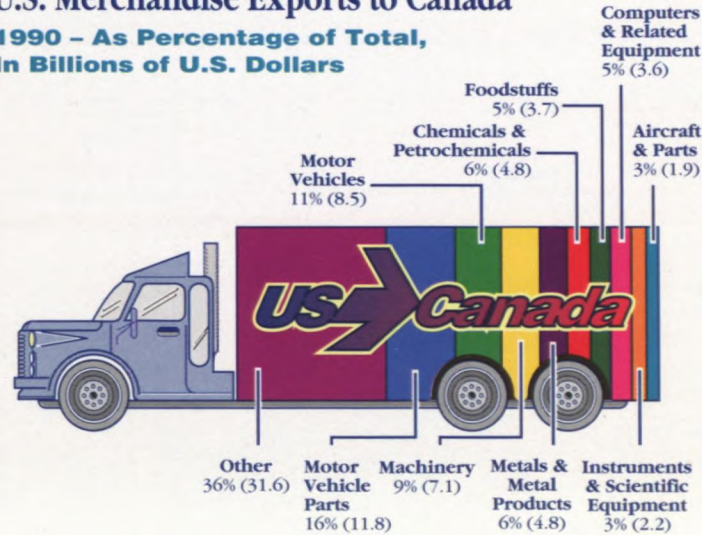 U.S. Merchandise Exports to Canada
1990 – As Percentage of Total,
In Billions of U.S. Dollars
Computers
& Related
Equipment
5% (3.6)
Foodstuffs
5% (3.7)
Chemicals &
Petrochemicals
6% (4.8)
Aircraft
& Parts
3% (1.9)
Motor
Vehicles
11% (8.5)
US Canada
Other
36% (31.6)
Motor
Vehicle
Parts
16% (11.8)
Machinery
9% (7.1)
Metals &
Metal
Products
6% (4.8)
Instruments
& Scientific
Equipment
3% (2.2)